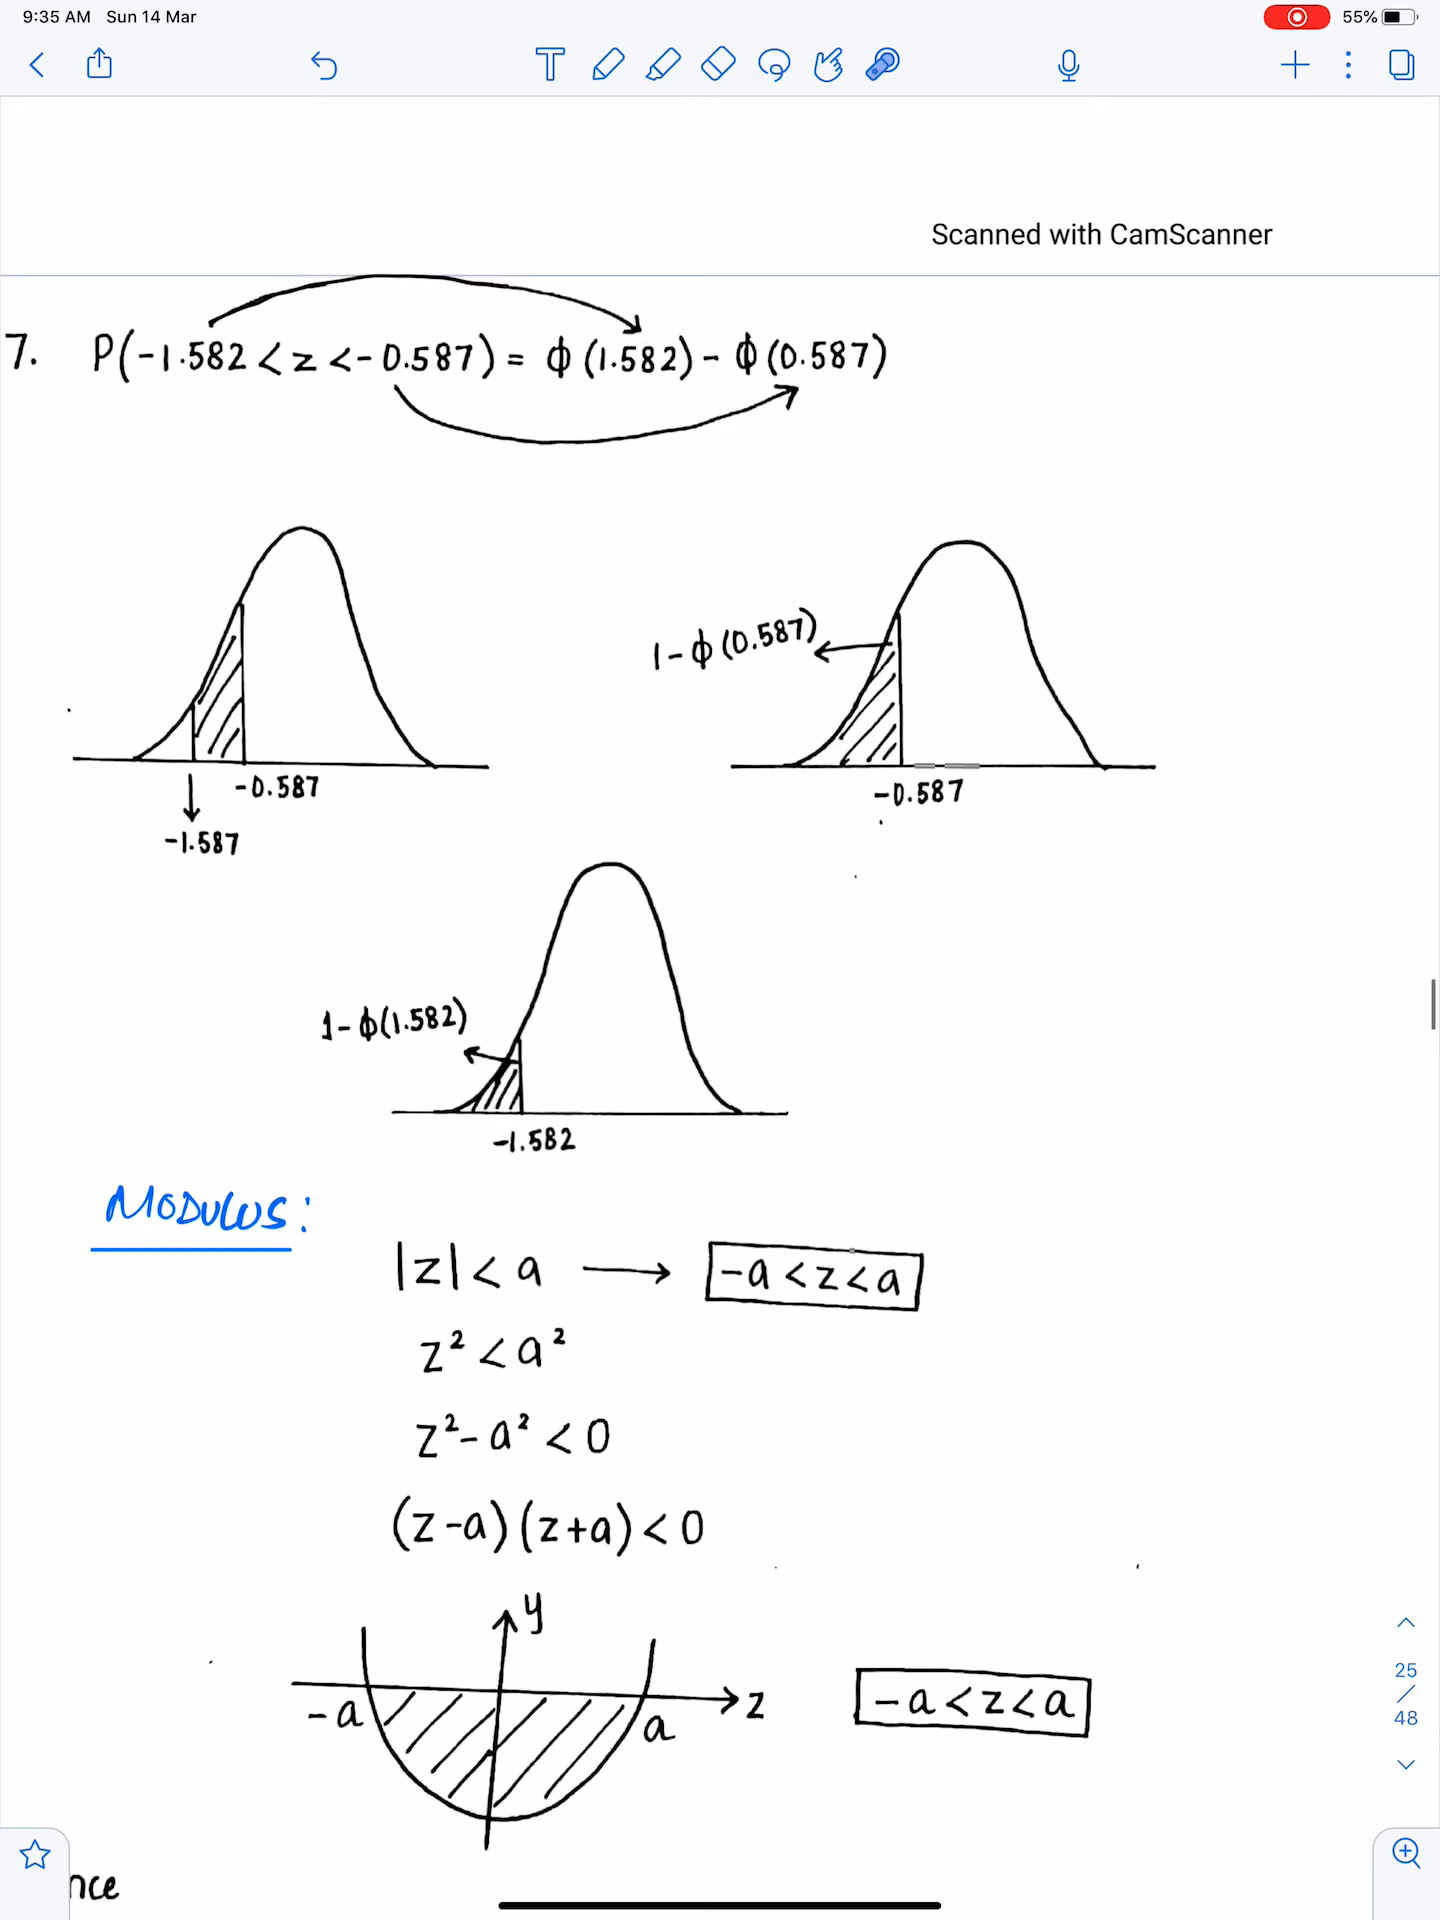 9:35 AM Sun 14 Mar
55%
T
Scanned with CamScanner
7. P(-1.582 < z < -0.587) = ϕ(1.582) - ϕ(0.587)
1-ϕ(0.587)
-0.587
-0.587
-1.587
1-ϕ(1.582)
-1.582
MODULUS:
|z| < a → -a < z < a
z² < a²
z² - a² < 0
(z-a)(z+a) < 0
y
-a
a
z
-a < z < a
25
/
48
nce